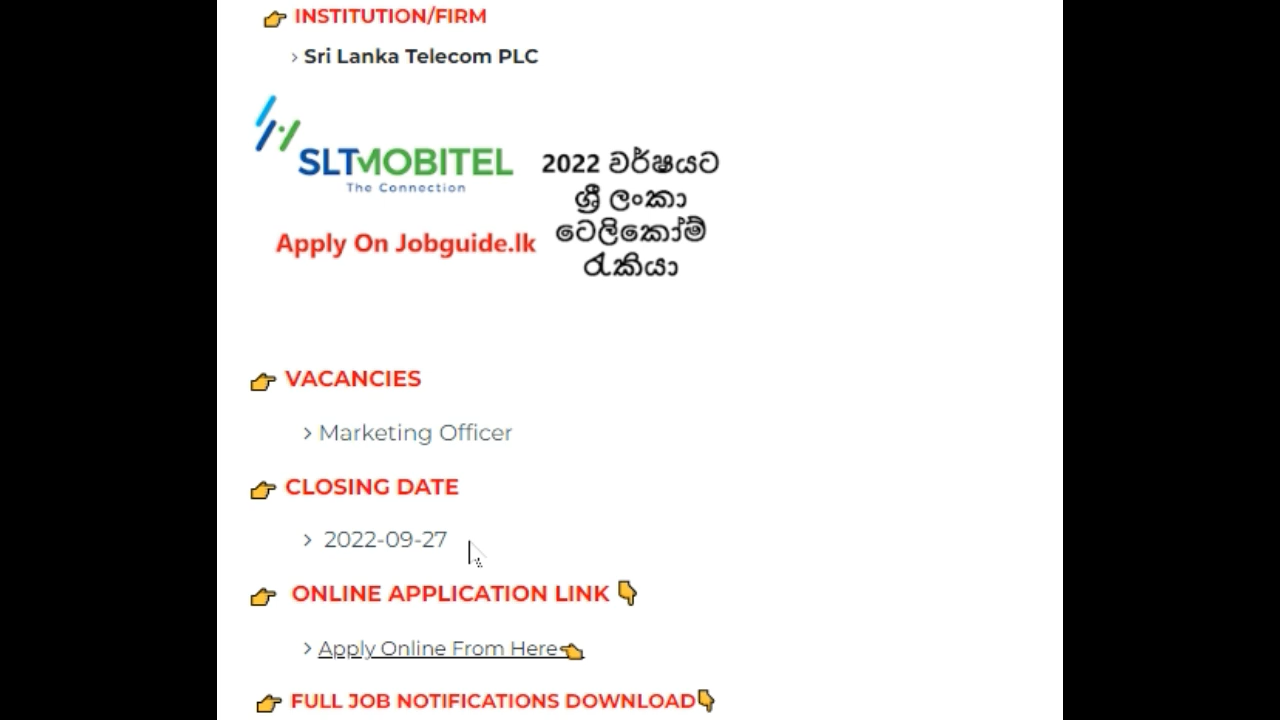 👉 INSTITUTION/FIRM
› Sri Lanka Telecom PLC
SLTMOBITEL
The Connection
Apply On Jobguide.lk
2022 වර්ෂයට
ශ්‍රී ලංකා
ටෙලිකෝම්
රැකියා
👉 VACANCIES
› Marketing Officer
👉 CLOSING DATE
› 2022-09-27
👉 ONLINE APPLICATION LINK 👇
› Apply Online From Here👈
👉 FULL JOB NOTIFICATIONS DOWNLOAD👇